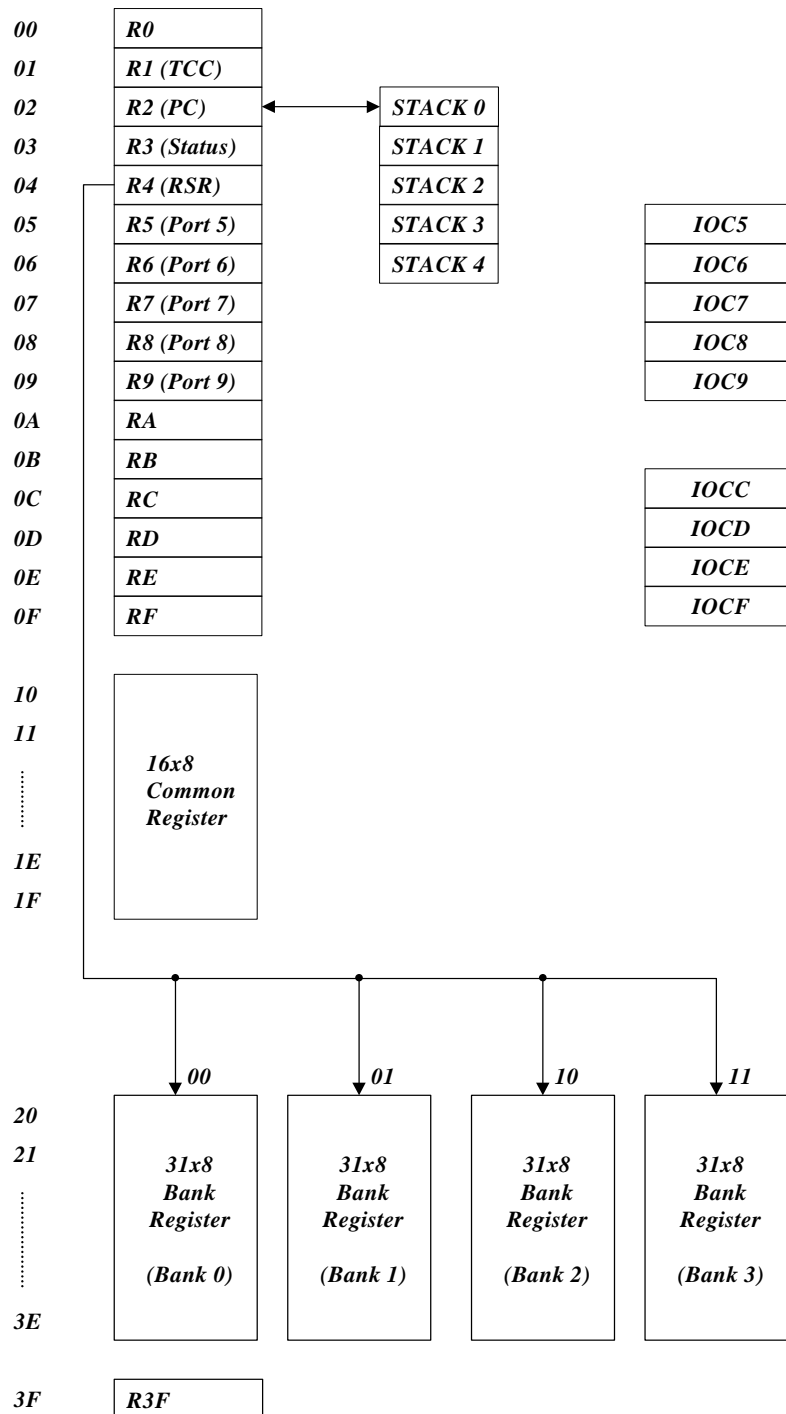 00 R0
01 R1 (TCC)
02 R2 (PC) STACK 0
03 R3 (Status) STACK 1
04 R4 (RSR) STACK 2
05 R5 (Port 5) STACK 3 IOC5
06 R6 (Port 6) STACK 4 IOC6
07 R7 (Port 7) IOC7
08 R8 (Port 8) IOC8
09 R9 (Port 9) IOC9
0A RA
0B RB
0C RC IOCC
0D RD IOCD
0E RE IOCE
0F RF IOCF
10
11
16x8
Common
Register
1E
1F
00 01 10 11
20
21
31x8 31x8 31x8 31x8
Bank Bank Bank Bank
Register Register Register Register
(Bank 0) (Bank 1) (Bank 2) (Bank 3)
3E
3F R3F